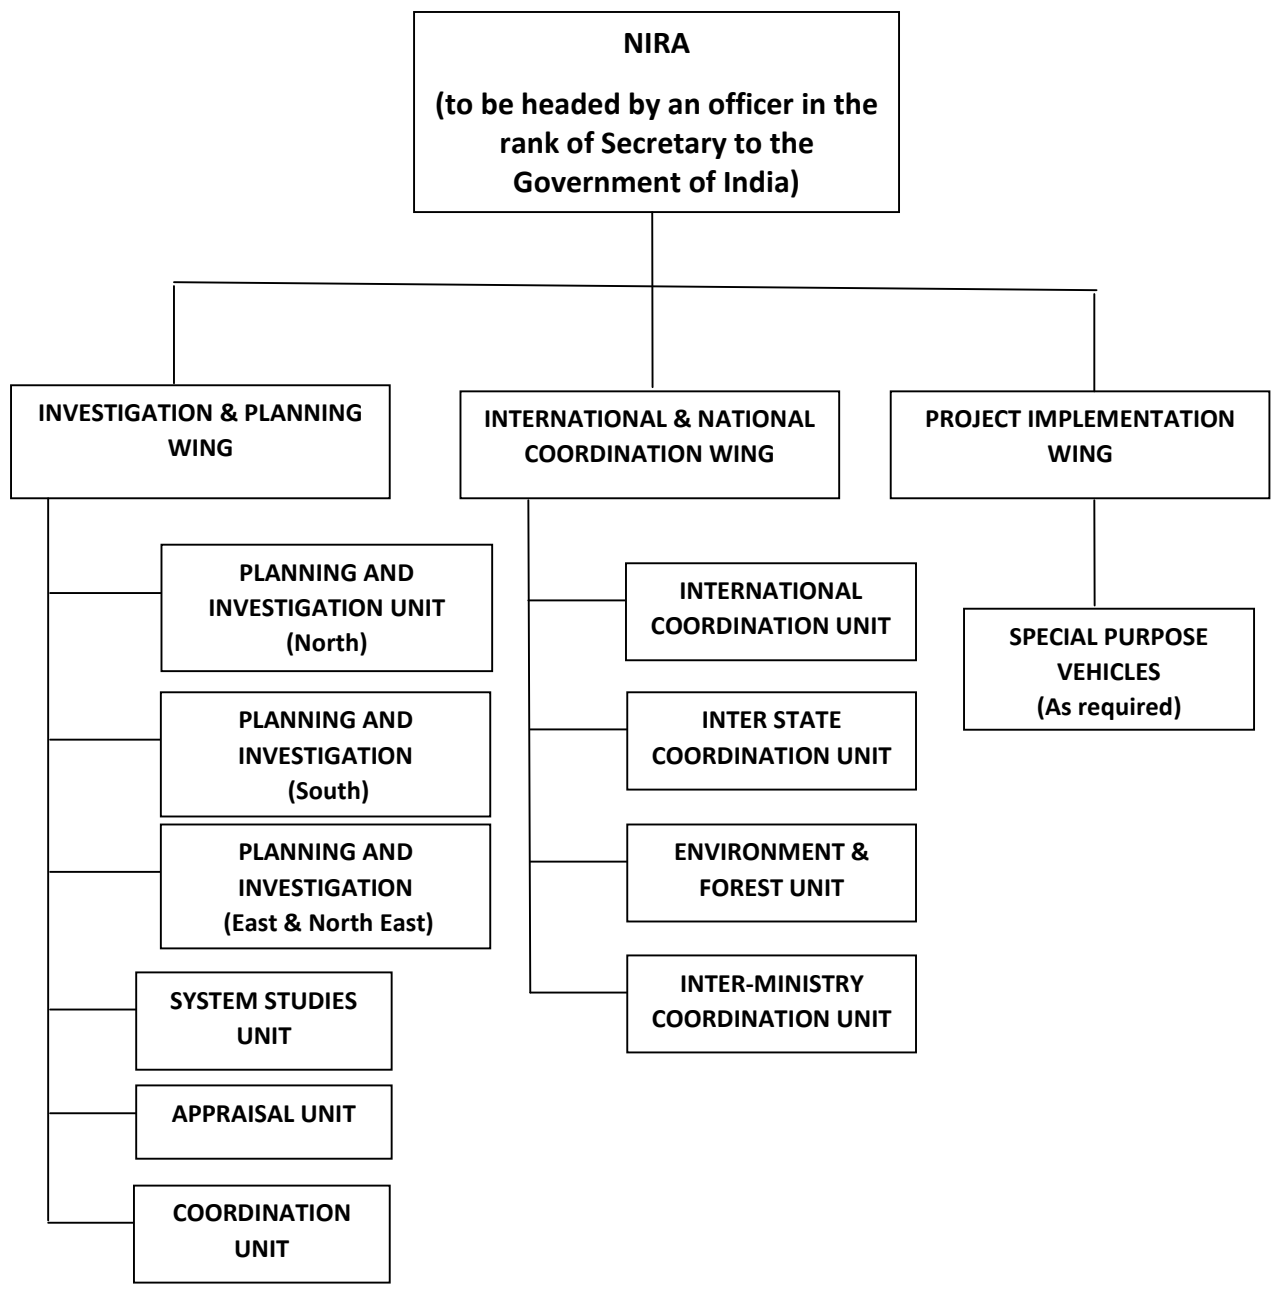 NIRA
(to be headed by an officer in the
rank of Secretary to the
Government of India)
INVESTIGATION & PLANNING
WING
INTERNATIONAL & NATIONAL
COORDINATION WING
PROJECT IMPLEMENTATION
WING
PLANNING AND
INVESTIGATION UNIT
(North)
PLANNING AND
INVESTIGATION
(South)
PLANNING AND
INVESTIGATION
(East & North East)
SYSTEM STUDIES
UNIT
APPRAISAL UNIT
COORDINATION
UNIT
INTERNATIONAL
COORDINATION UNIT
INTER STATE
COORDINATION UNIT
ENVIRONMENT &
FOREST UNIT
INTER-MINISTRY
COORDINATION UNIT
SPECIAL PURPOSE
VEHICLES
(As required)